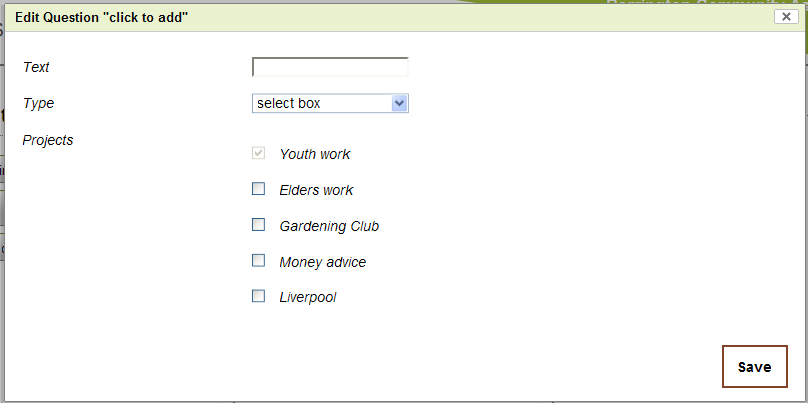 Edit Question "click to add"
Text
Type select box
Projects
Youth work
Elders work
Gardening Club
Money advice
Liverpool
Save